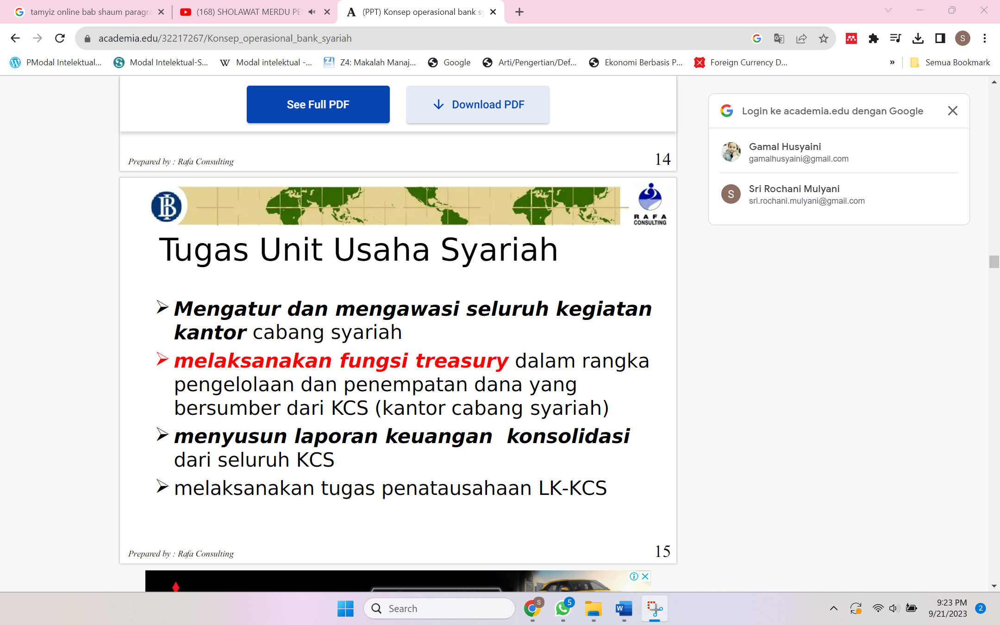 tamyiz online bab shaum paragra
(168) SHOLAWAT MERDU PE
(PPT) Konsep operasional bank sy
academia.edu/32217267/Konsep_operasional_bank_syariah
S
PModal Intelektual...
Modal Intelektual-S...
Modal intelektual -...
Z4: Makalah Manaj...
Google
Arti/Pengertian/Def...
Ekonomi Berbasis P...
Foreign Currency D...
»
Semua Bookmark
See Full PDF
Download PDF
Prepared by : Rafa Consulting
14
Login ke academia.edu dengan Google
Gamal Husyaini
gamalhusyaini@gmail.com
S
Sri Rochani Mulyani
sri.rochani.mulyani@gmail.com
RAFA
CONSULTING
Tugas Unit Usaha Syariah
Mengatur dan mengawasi seluruh kegiatan
kantor cabang syariah
melaksanakan fungsi treasury dalam rangka
pengelolaan dan penempatan dana yang
bersumber dari KCS (kantor cabang syariah)
menyusun laporan keuangan konsolidasi
dari seluruh KCS
melaksanakan tugas penatausahaan LK-KCS
Prepared by : Rafa Consulting
15
Search
S
5
W
9:23 PM
9/21/2023
2